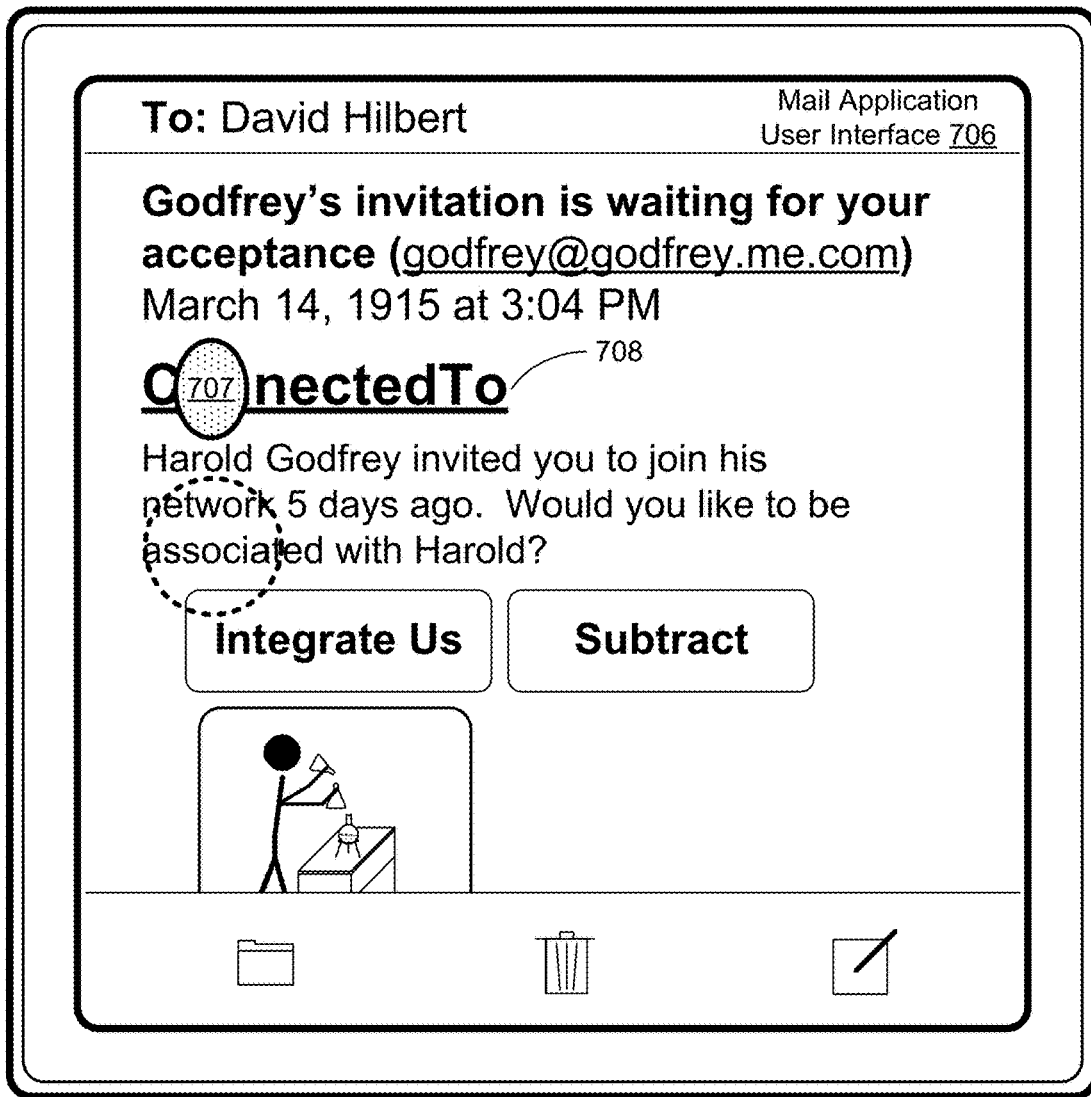 To: David Hilbert
Mail Application
User Interface 706
Godfrey's invitation is waiting for your
acceptance (godfrey@godfrey.me.com)
March 14, 1915 at 3:04 PM
708
C 707 nectedTo
Harold Godfrey invited you to join his
network 5 days ago.  Would you like to be
associated with Harold?
Integrate Us
Subtract